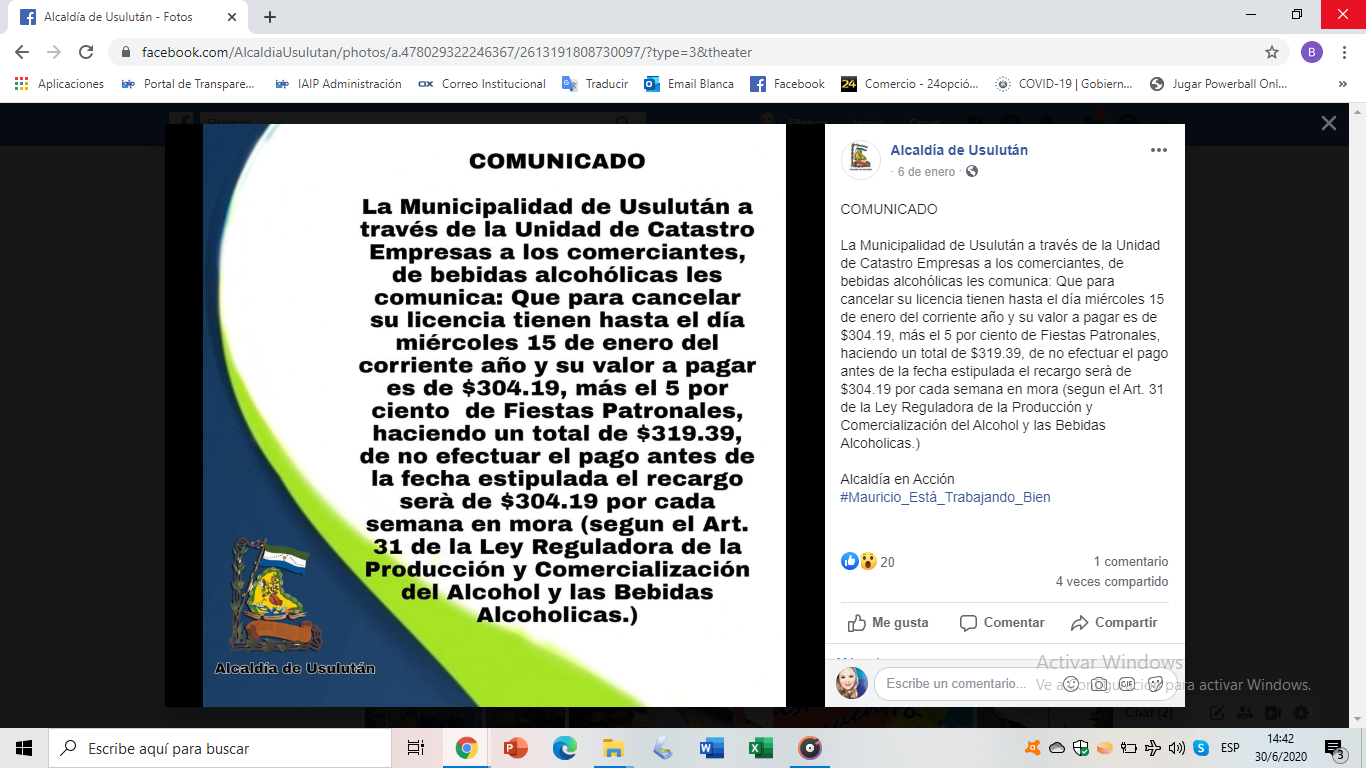 Alcaldía de Usulután - Fotos
facebook.com/AlcaldiaUsulutan/photos/a.478029322246367/2613191808730097/?type=3&theater
B
Aplicaciones
Portal de Transpare...
IAIP Administración
Correo Institucional
Traducir
Email Blanca
Facebook
24 Comercio - 24opció...
COVID-19 | Gobiern...
Jugar Powerball Onl...
COMUNICADO
La Municipalidad de Usulután a
través de la Unidad de Catastro
Empresas a los comerciantes,
de bebidas alcohólicas les
comunica: Que para cancelar
su licencia tienen hasta el día
miércoles 15 de enero del
corriente año y su valor a pagar
es de $304.19, más el 5 por
ciento de Fiestas Patronales,
haciendo un total de $319.39,
de no efectuar el pago antes de
la fecha estipulada el recargo
serà de $304.19 por cada
semana en mora (segun el Art.
31 de la Ley Reguladora de la
Producción y Comercialización
del Alcohol y las Bebidas
Alcoholicas.)
Alcaldía de Usulután
Alcaldía de Usulután
· 6 de enero ·
COMUNICADO
La Municipalidad de Usulután a través de la Unidad
de Catastro Empresas a los comerciantes, de
bebidas alcohólicas les comunica: Que para
cancelar su licencia tienen hasta el día miércoles 15
de enero del corriente año y su valor a pagar es de
$304.19, más el 5 por ciento de Fiestas Patronales,
haciendo un total de $319.39, de no efectuar el pago
antes de la fecha estipulada el recargo serà de
$304.19 por cada semana en mora (segun el Art. 31
de la Ley Reguladora de la Producción y
Comercialización del Alcohol y las Bebidas
Alcoholicas.)
Alcaldía en Acción
#Mauricio_Está_Trabajando_Bien
20
1 comentario
4 veces compartido
Me gusta
Comentar
Compartir
Escribe un comentario...
GIF
Activar Windows
Ve a Configuración para activar Windows.
Chat (2)
Escribe aquí para buscar
ESP
14:42
30/6/2020
3